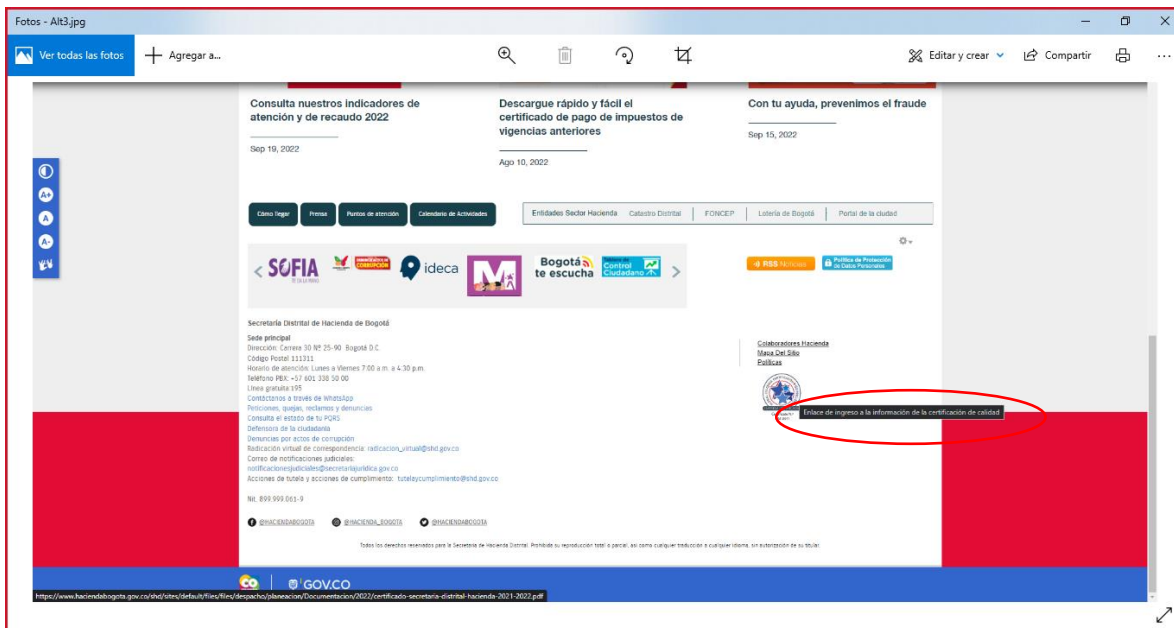 Fotos - Alt3.jpg
Ver todas las fotos
Agregar a...
Editar y crear
Compartir
Consulta nuestros indicadores de
atención y de recaudo 2022
Sep 19, 2022
Descargue rápido y fácil el
certificado de pago de impuestos de
vigencias anteriores
Ago 10, 2022
Con tu ayuda, prevenimos el fraude
Sep 15, 2022
A+
A
A-
Cómo llegar
Prensa
Puntos de atención
Calendario de Actividades
Entidades Sector Hacienda
Catastro Distrital
FONCEP
Lotería de Bogotá
Portal de la ciudad
SOFIA
CORRUPCIÓN
ideca
M
Bogotá
te escucha
Control
Ciudadano
RSS Noticias
Política de Protección
de Datos Personales
Secretaría Distrital de Hacienda de Bogotá
Sede principal
Dirección: Carrera 30 Nº 25-90 Bogotá D.C.
Código Postal 111311
Horario de atención: Lunes a Viernes 7:00 a.m. a 4:30 p.m.
Teléfono PBX: +57 601 338 50 00
Línea gratuita:195
Contáctanos a través de WhatsApp
Peticiones, quejas, reclamos y denuncias
Consulta el estado de tu PQRS
Defensora de la ciudadanía
Denuncias por actos de corrupción
Radicación virtual de correspondencia: radicacion_virtual@shd.gov.co
Correo de notificaciones judiciales:
notificacionesjudiciales@secretariajuridica.gov.co
Acciones de tutela y acciones de cumplimiento: tutelaycumplimiento@shd.gov.co
Nit. 899.999.061-9
Colaboradores Hacienda
Mapa Del Sitio
Políticas
Enlace de ingreso a la información de la certificación de calidad
@HACIENDABOGOTA
@HACIENDA_BOGOTA
@HACIENDABOGOTA
Todos los derechos reservados para la Secretaría de Hacienda Distrital. Prohibida su reproducción total o parcial, así como cualquier traducción a cualquier idioma, sin autorización de su titular.
CO
GOV.CO
https://www.haciendabogota.gov.co/shd/sites/default/files/files/despacho/planeacion/Documentacion/2022/certificado-secretaria-distrital-hacienda-2021-2022.pdf